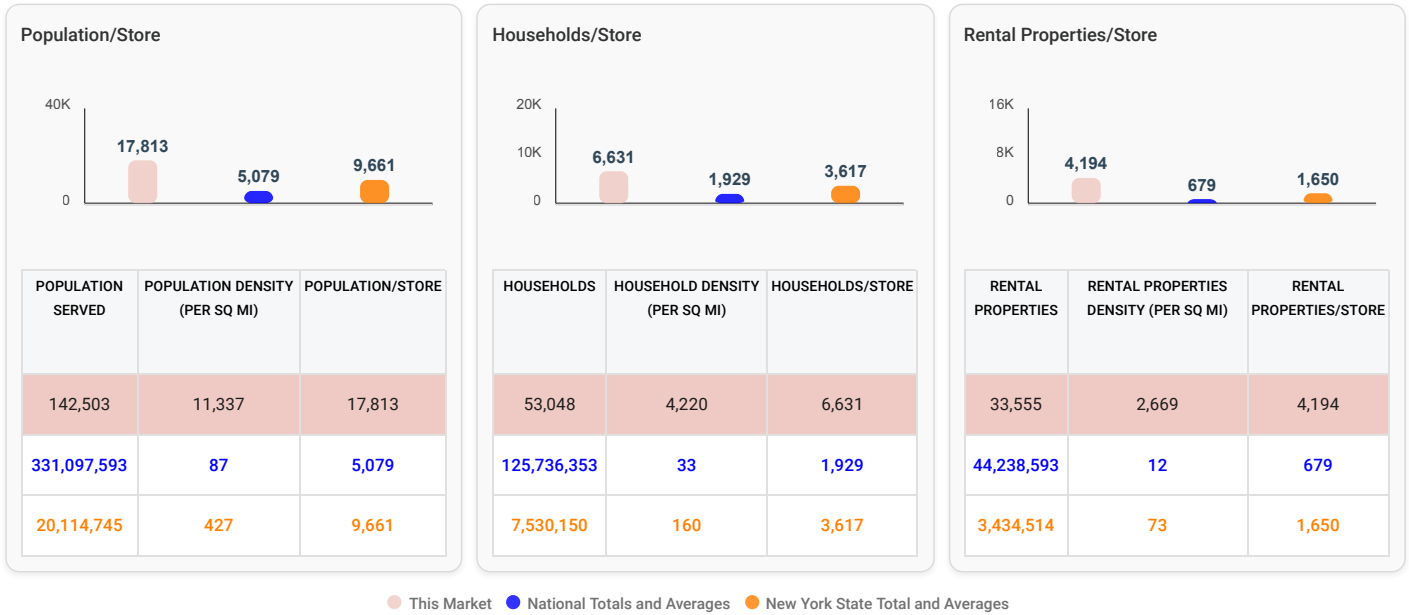 Population/Store
40K
0
17,813
5,079
9,661
POPULATION SERVED
POPULATION DENSITY (PER SQ MI)
POPULATION/STORE
142,503
11,337
17,813
331,097,593
87
5,079
20,114,745
427
9,661
Households/Store
20K
10K
0
6,631
1,929
3,617
HOUSEHOLDS
HOUSEHOLD DENSITY (PER SQ MI)
HOUSEHOLDS/STORE
53,048
4,220
6,631
125,736,353
33
1,929
7,530,150
160
3,617
Rental Properties/Store
16K
8K
0
4,194
679
1,650
RENTAL PROPERTIES
RENTAL PROPERTIES DENSITY (PER SQ MI)
RENTAL PROPERTIES/STORE
33,555
2,669
4,194
44,238,593
12
679
3,434,514
73
1,650
This Market
National Totals and Averages
New York State Total and Averages